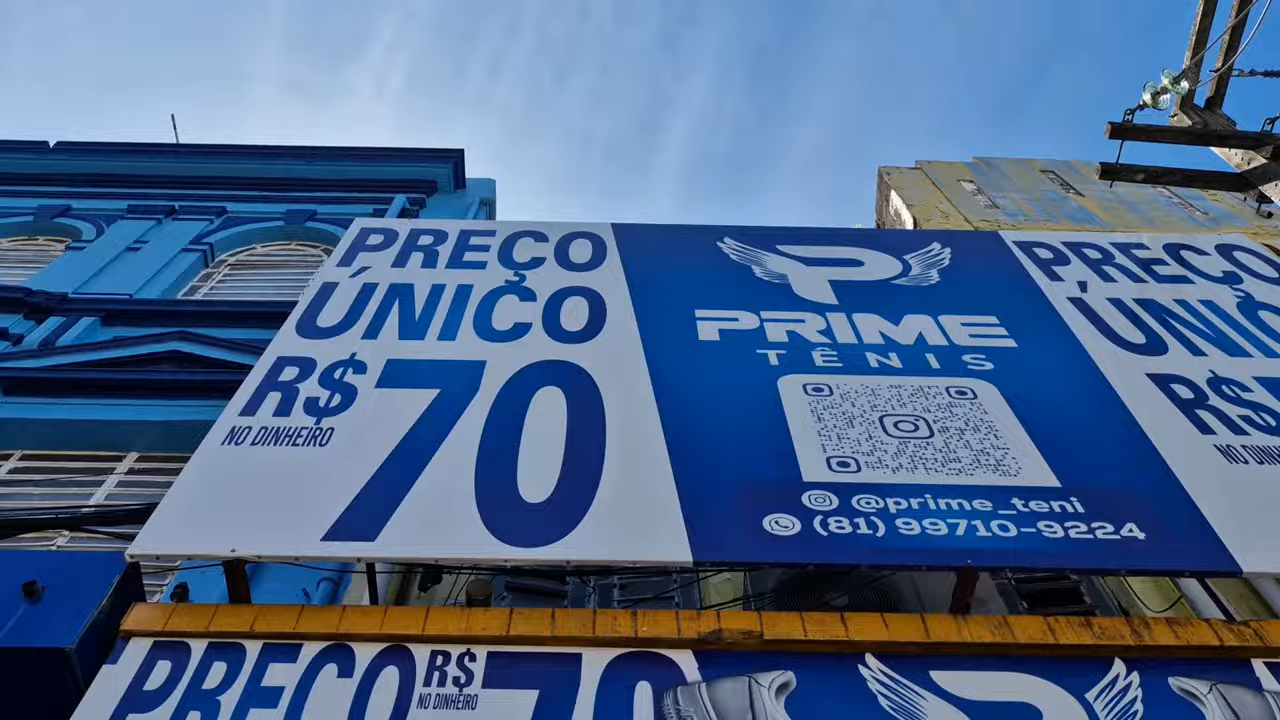 PREÇO
ÚNICO
R$ 70
NO DINHEIRO
P
PRIME
TÊNIS
@prime_teni
(81) 99710-9224
PREÇO
ÚNICO
R$
NO DINHEIRO
PREÇO R$ 70
NO DINHEIRO
P